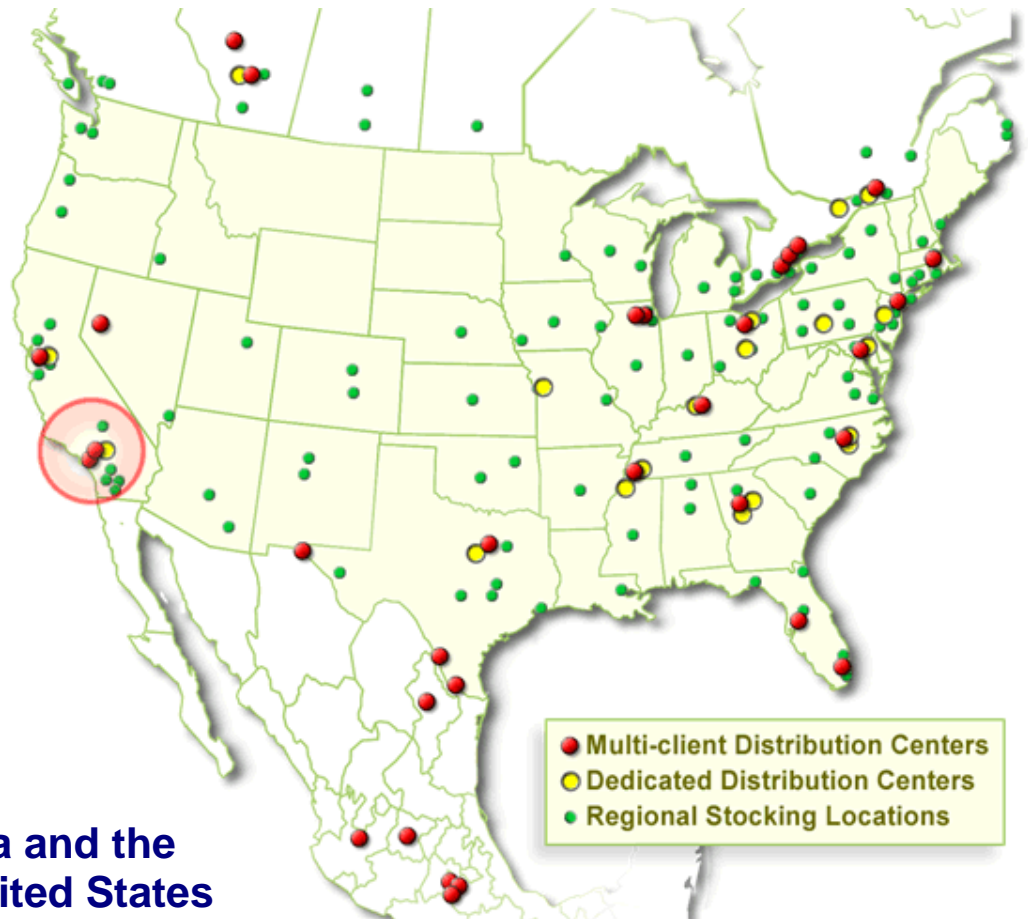 Multi-client Distribution Centers
Dedicated Distribution Centers
Regional Stocking Locations
a and the
ited States